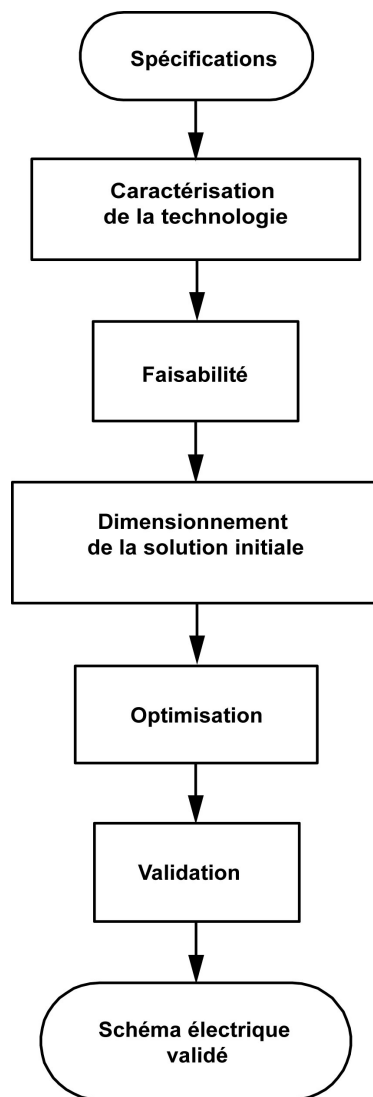 Spécifications
Caractérisation
de la technologie
Faisabilité
Dimensionnement
de la solution initiale
Optimisation
Validation
Schéma électrique
validé